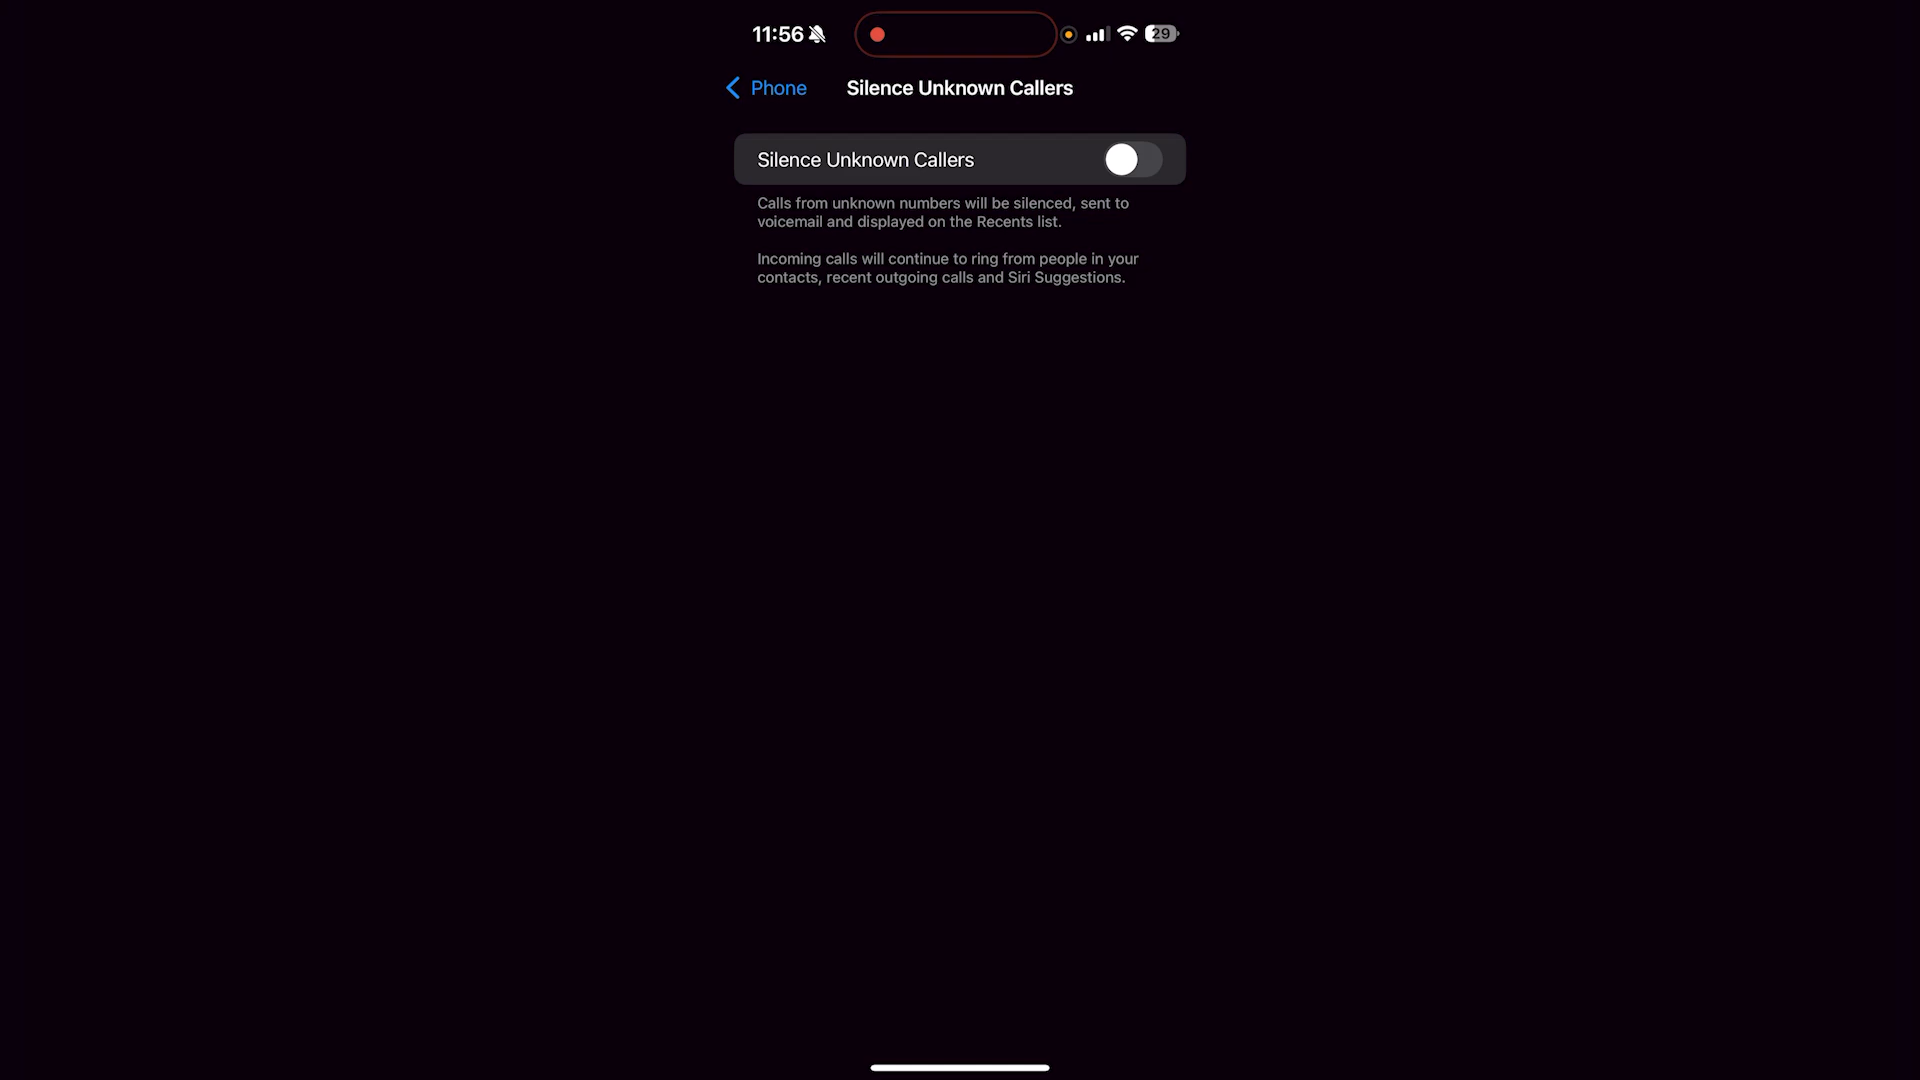 11:56
29
Phone
Silence Unknown Callers
Silence Unknown Callers
Calls from unknown numbers will be silenced, sent to
voicemail and displayed on the Recents list.
Incoming calls will continue to ring from people in your
contacts, recent outgoing calls and Siri Suggestions.